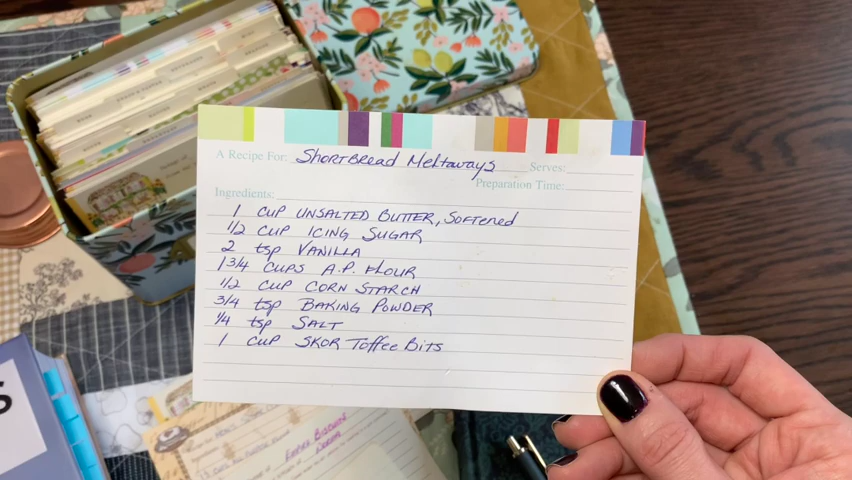 A Recipe For: ShortBread Meltaways Serves:
Preparation Time:
Ingredients:
1 CUP UNSALTED BUTTER, Softened
1/2 CUP ICING SUGAR
2 tsp VANILLA
1 3/4 CUPS A.P. FLOUR
1/2 CUP CORN STARCH
3/4 tsp BAKING POWDER
1/4 tsp SALT
1 CUP SKOR Toffee Bits
S